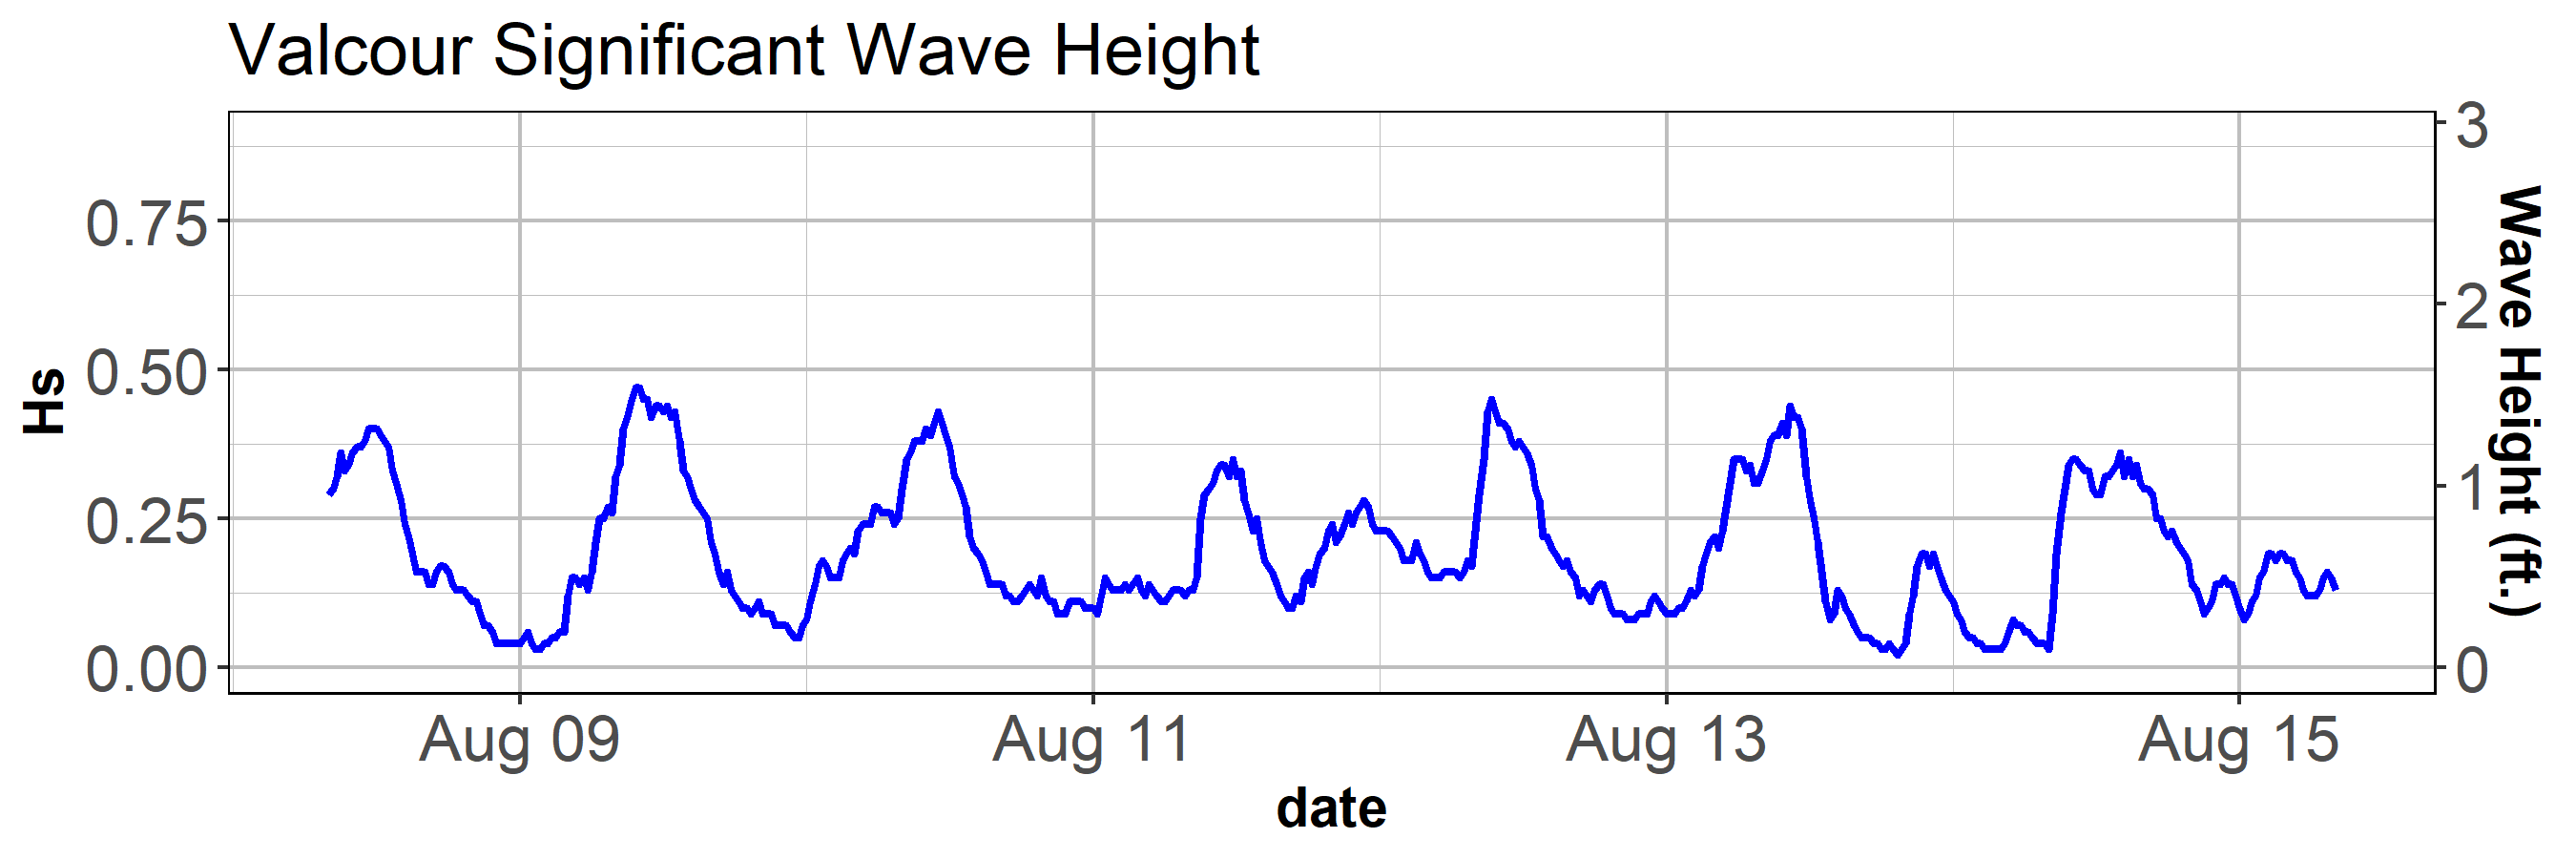 Valcour Significant Wave Height
Hs
0.75
0.50
0.25
0.00
3
2
1
0
Wave Height (ft.)
Aug 09
Aug 11
Aug 13
Aug 15
date